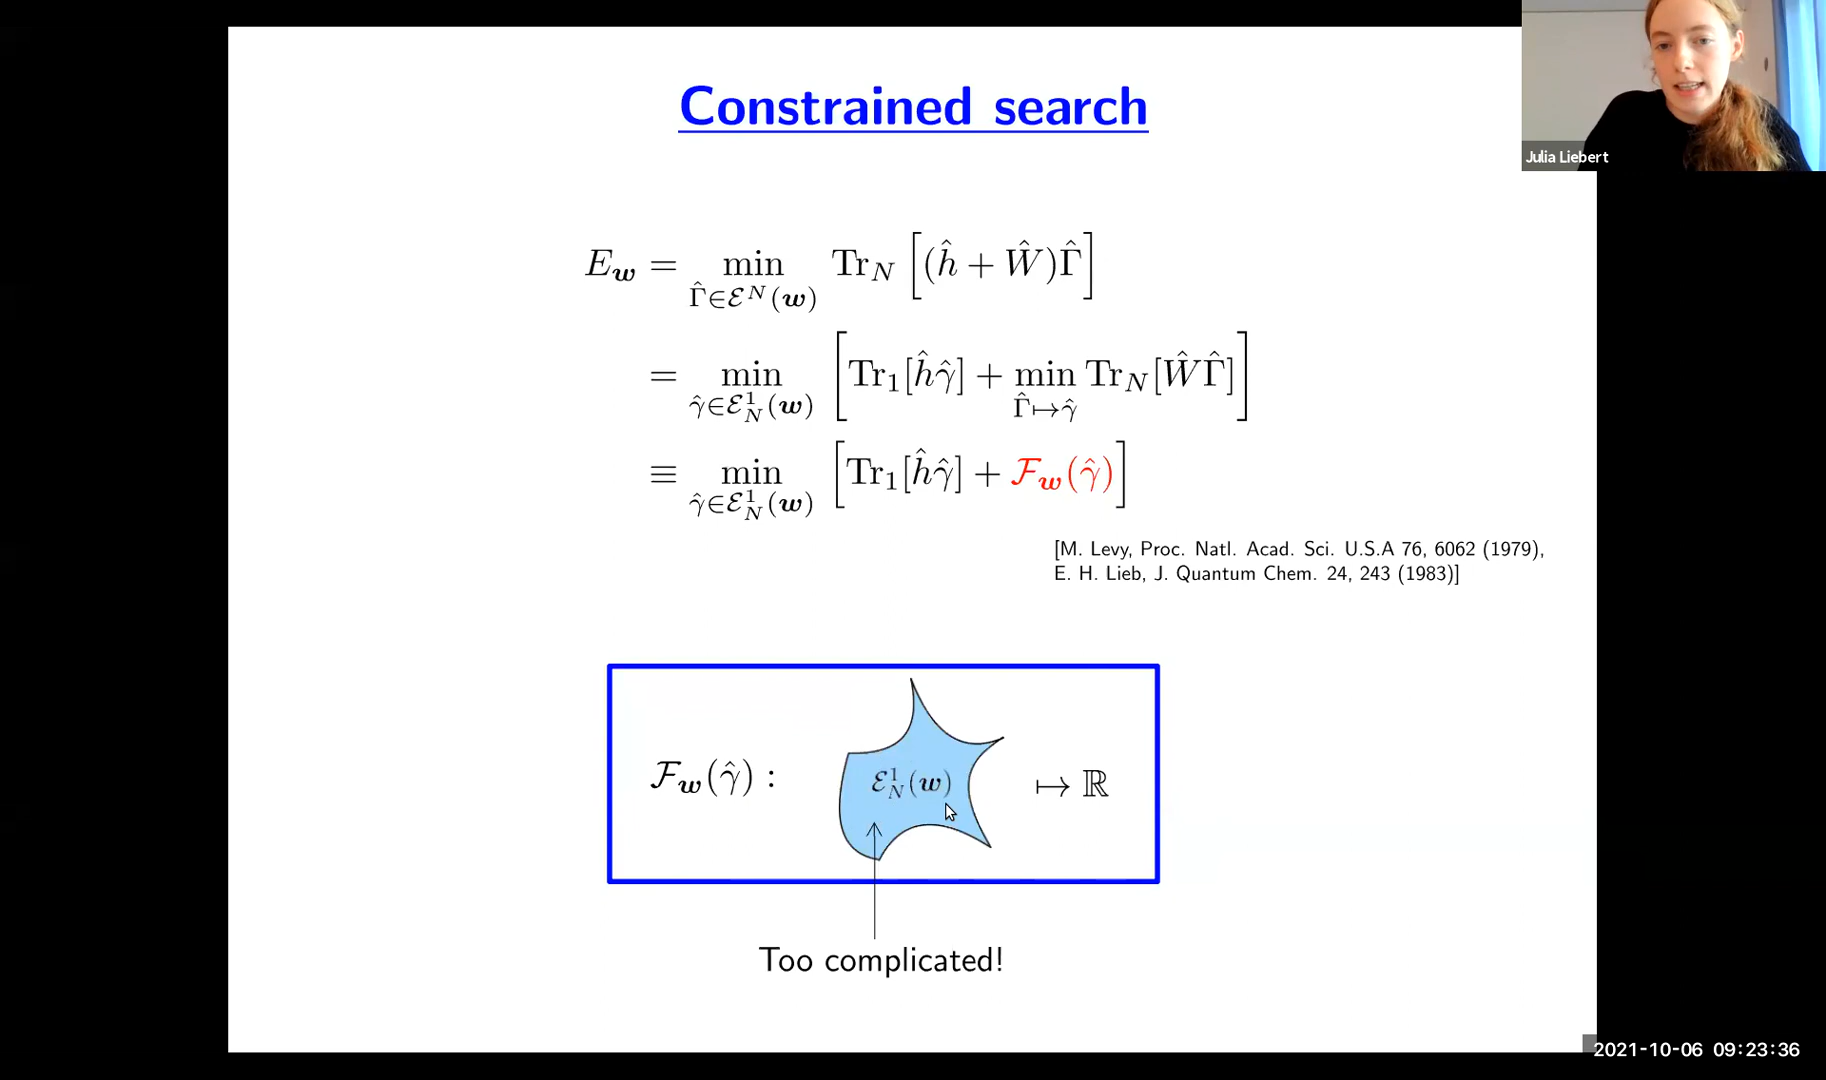 Constrained search
Julia Liebert
E_𝒘 = min_{Γ̂∈ℰ^N(𝒘)} Tr_N [(ĥ + Ŵ)Γ̂]
= min_{γ̂∈ℰ^1_N(𝒘)} [Tr_1[ĥγ̂] + min_{Γ̂↦γ̂} Tr_N[ŴΓ̂]]
≡ min_{γ̂∈ℰ^1_N(𝒘)} [Tr_1[ĥγ̂] + ℱ_𝒘(γ̂)]
[M. Levy, Proc. Natl. Acad. Sci. U.S.A 76, 6062 (1979),
E. H. Lieb, J. Quantum Chem. 24, 243 (1983)]
ℱ_𝒘(γ̂) : ℰ^1_N(𝒘) ↦ ℝ
Too complicated!
2021-10-06 09:23:36